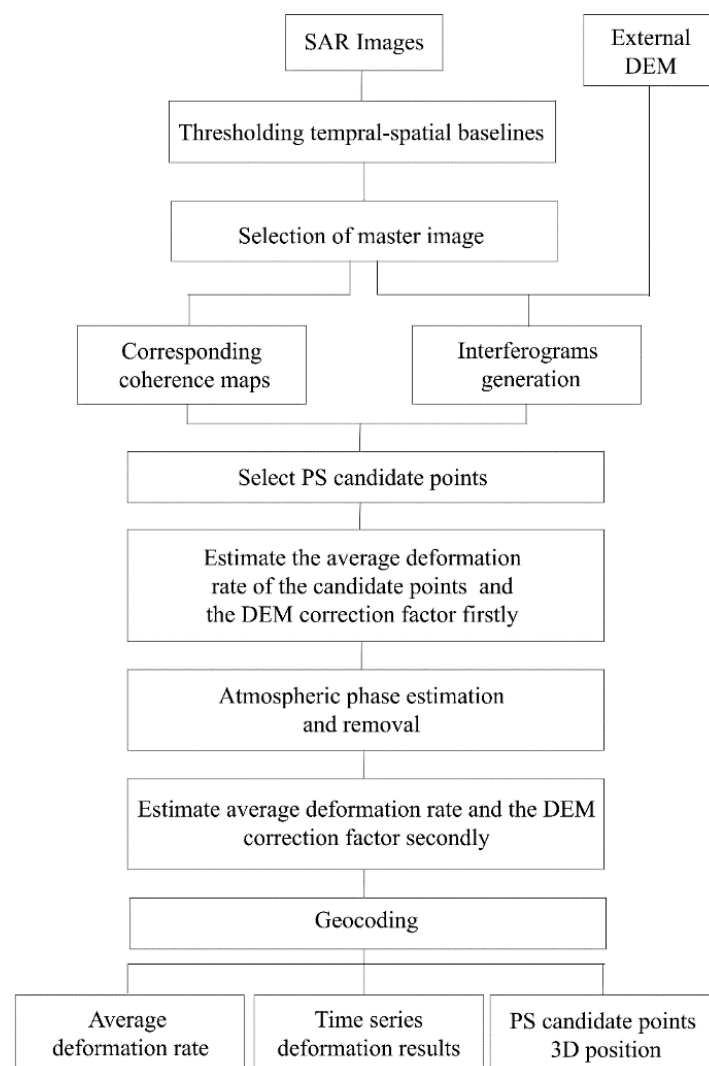 SAR Images
External
DEM
Thresholding tempral-spatial baselines
Selection of master image
Corresponding
coherence maps
Interferograms
generation
Select PS candidate points
Estimate the average deformation
rate of the candidate points and
the DEM correction factor firstly
Atmospheric phase estimation
and removal
Estimate average deformation rate and the DEM
correction factor secondly
Geocoding
Average
deformation rate
Time series
deformation results
PS candidate points
3D position